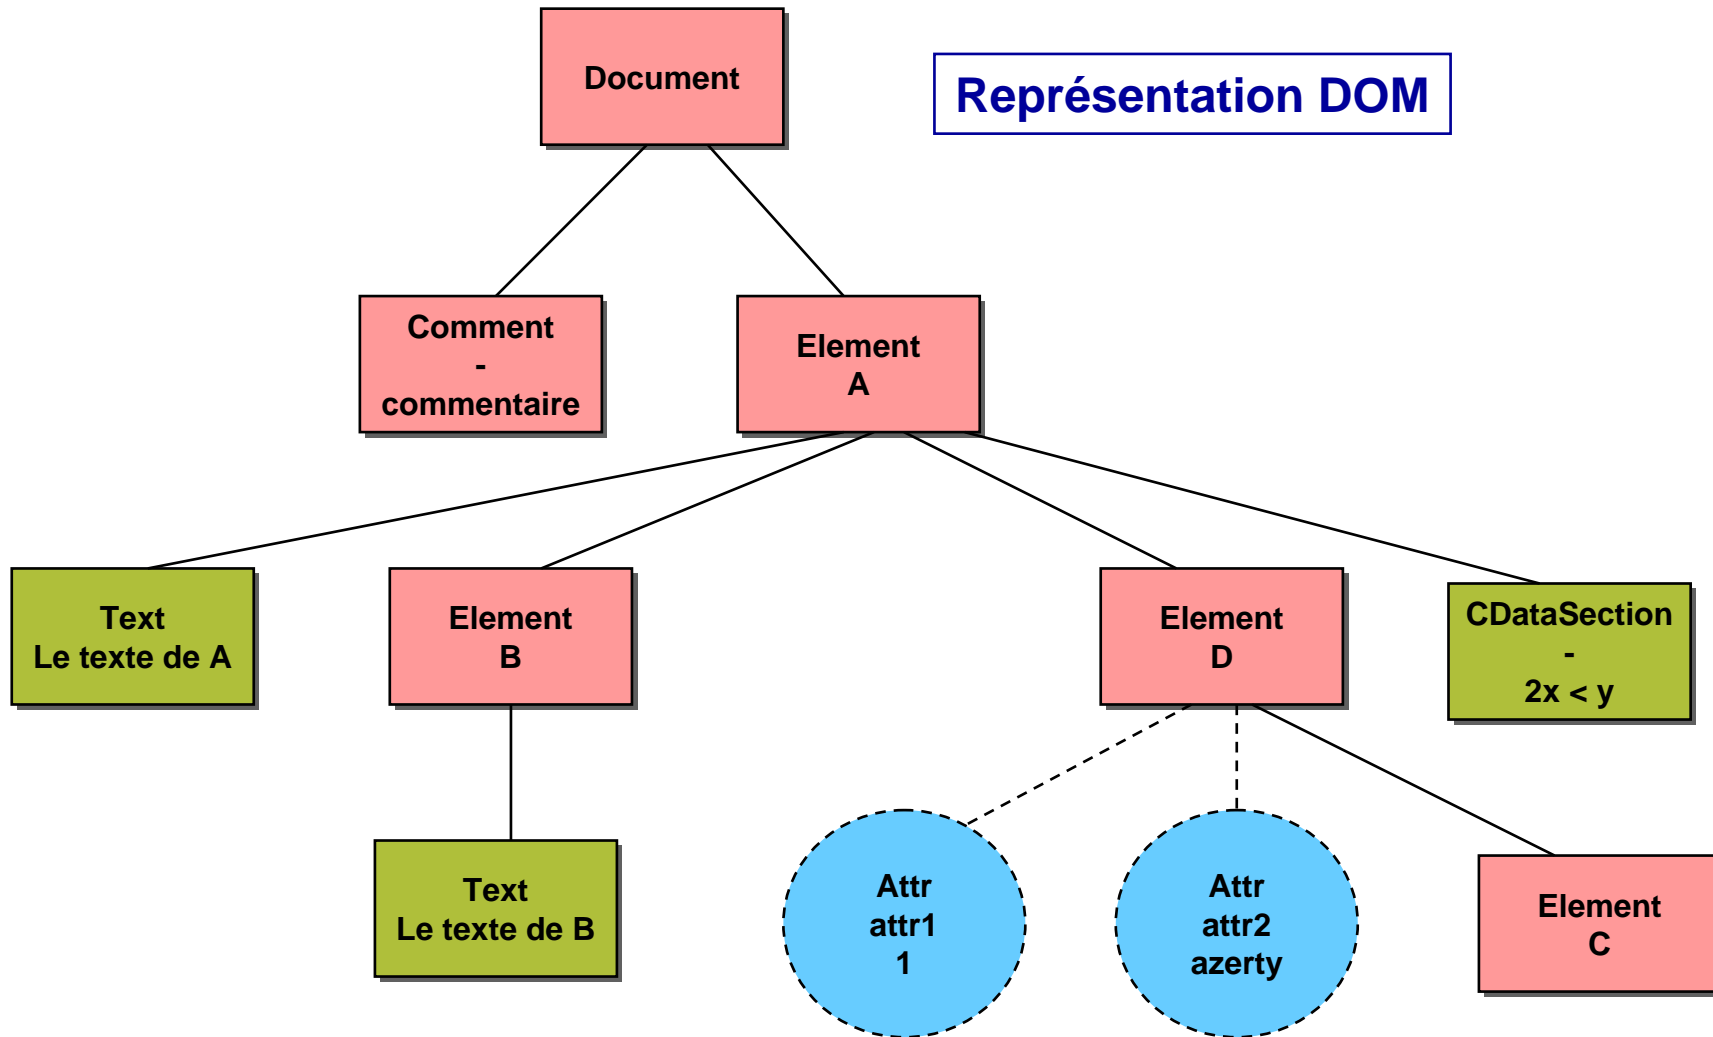 Document
Représentation DOM
Comment
-
commentaire
Element
A
Text
Le texte de A
Element
B
Element
D
CDataSection
-
2x < y
Text
Le texte de B
Attr
attr1
1
Attr
attr2
azerty
Element
C